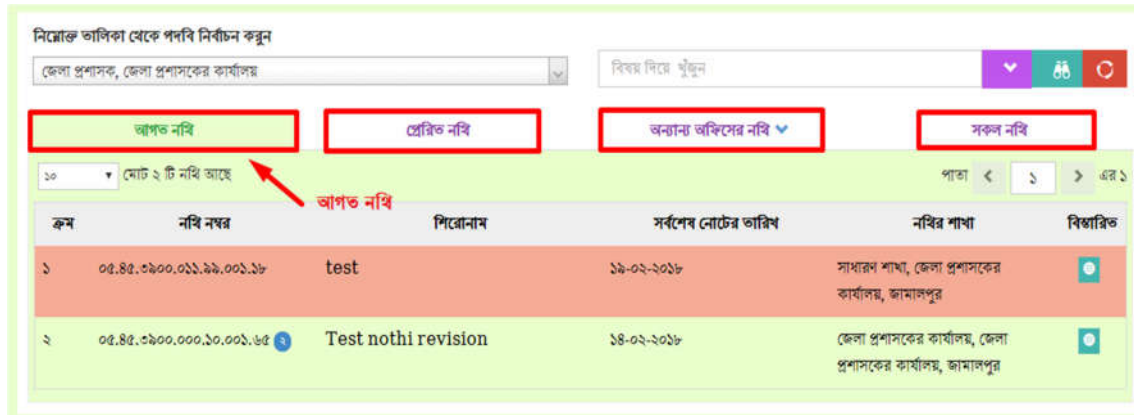 নিম্নোক্ত তালিকা থেকে পদবি নির্বাচন করুন
জেলা প্রশাসক, জেলা প্রশাসকের কার্যালয়
বিষয় দিয়ে খুঁজুন
আগত নথি প্রেরিত নথি অন্যান্য অফিসের নথি সকল নথি
১০ মোট ২ টি নথি আছে পাতা ১ এর ১
আগত নথি
ক্রম নথি নম্বর শিরোনাম সর্বশেষ নোটের তারিখ নথির শাখা বিস্তারিত
১ ০৫.৪৫.৩৯০০.০১১.৯৯.০০১.১৮ test ১৯-০২-২০১৮ সাধারণ শাখা, জেলা প্রশাসকের
কার্যালয়, জামালপুর
২ ০৫.৪৫.৩৯০০.০০০.১০.০০১.৬৫ ২ Test nothi revision ১৪-০২-২০১৮ জেলা প্রশাসকের কার্যালয়, জেলা
প্রশাসকের কার্যালয়, জামালপুর